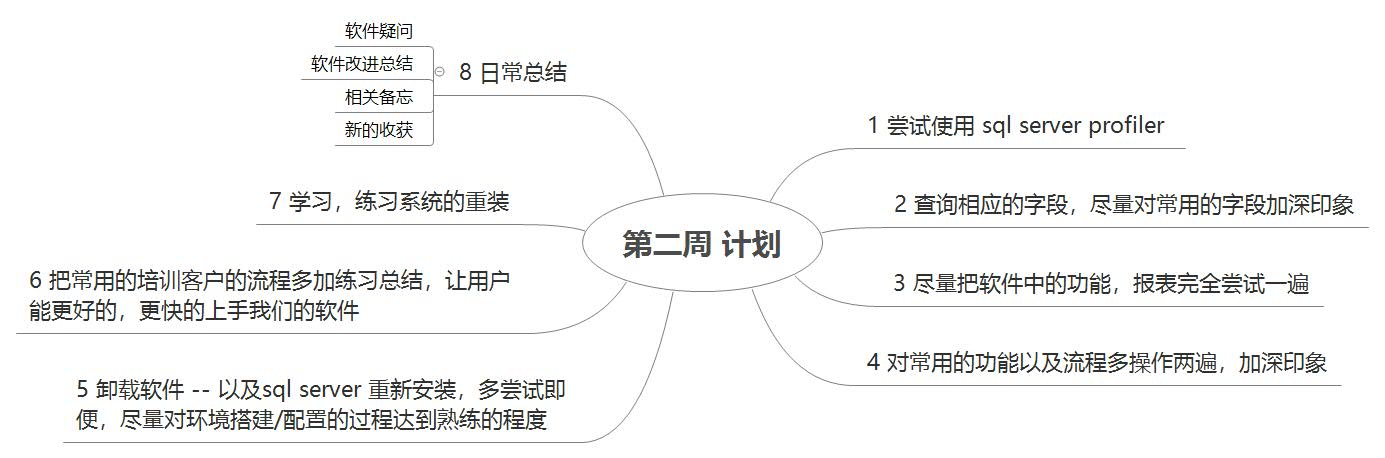 第二周 计划
1 尝试使用 sql server profiler
2 查询相应的字段，尽量对常用的字段加深印象
3 尽量把软件中的功能，报表完全尝试一遍
4 对常用的功能以及流程多操作两遍，加深印象
5 卸载软件 -- 以及sql server 重新安装，多尝试即
便，尽量对环境搭建/配置的过程达到熟练的程度
6 把常用的培训客户的流程多加练习总结，让用户
能更好的，更快的上手我们的软件
7 学习，练习系统的重装
8 日常总结
软件疑问
软件改进总结
相关备忘
新的收获